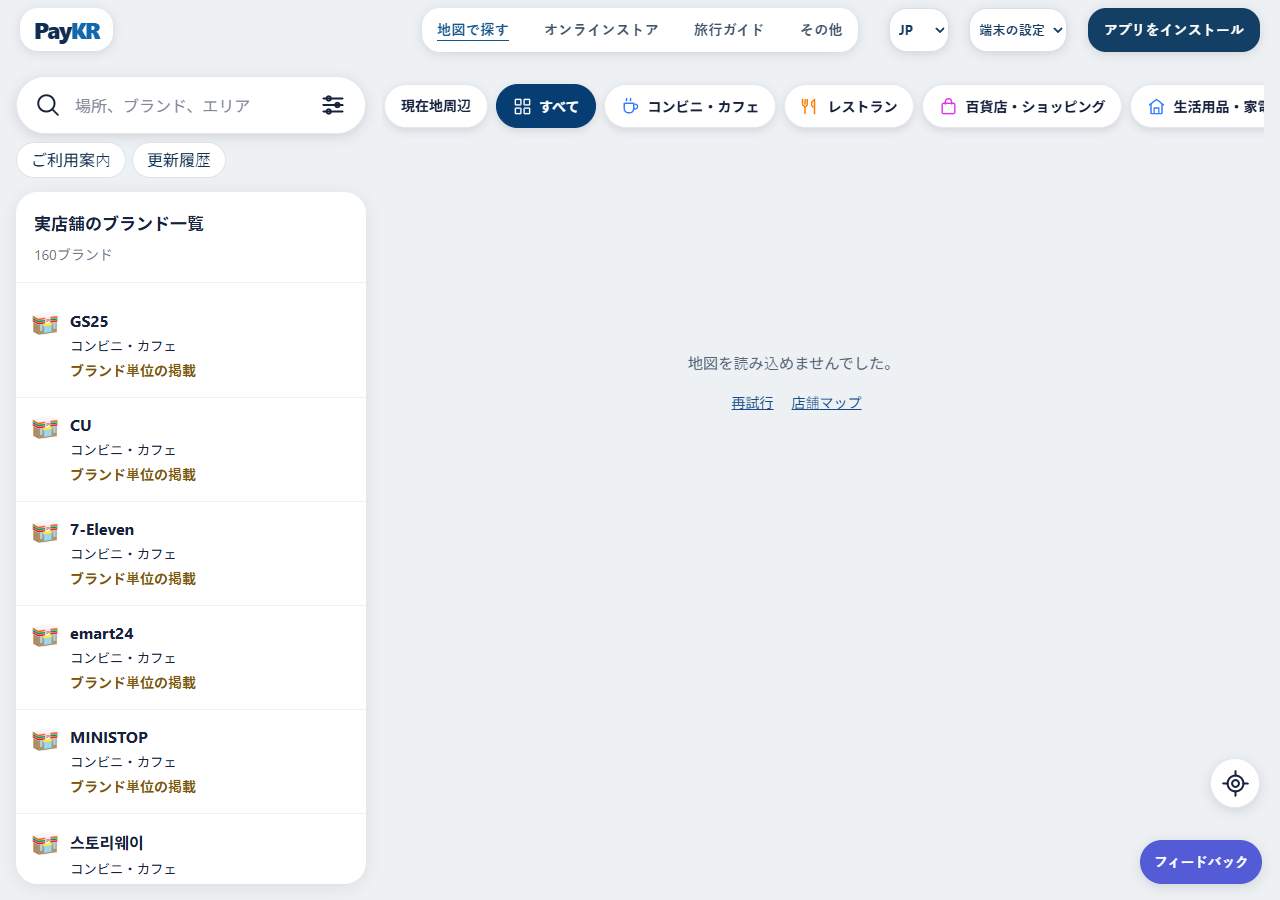 PayKR
地図で探す
オンラインストア
旅行ガイド
その他
JP
端末の設定
アプリをインストール
場所、ブランド、エリア
現在地周辺
すべて
コンビニ・カフェ
レストラン
百貨店・ショッピング
生活用品・家電
ご利用案内
更新履歴
実店舗のブランド一覧
160ブランド
GS25
コンビニ・カフェ
ブランド単位の掲載
CU
コンビニ・カフェ
ブランド単位の掲載
7-Eleven
コンビニ・カフェ
ブランド単位の掲載
emart24
コンビニ・カフェ
ブランド単位の掲載
MINISTOP
コンビニ・カフェ
ブランド単位の掲載
스토리웨이
コンビニ・カフェ
地図を読み込めませんでした。
再試行
店舗マップ
フィードバック